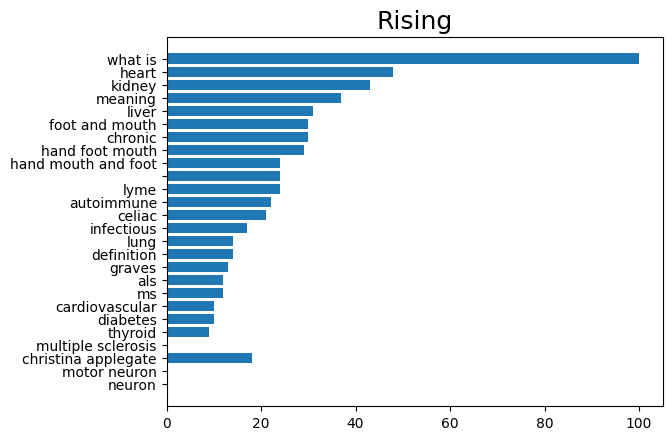 Rising
what is
heart
kidney
meaning
liver
foot and mouth
chronic
hand foot mouth
hand mouth and foot
lyme
autoimmune
celiac
infectious
lung
definition
graves
als
ms
cardiovascular
diabetes
thyroid
multiple sclerosis
christina applegate
motor neuron
neuron
0 20 40 60 80 100